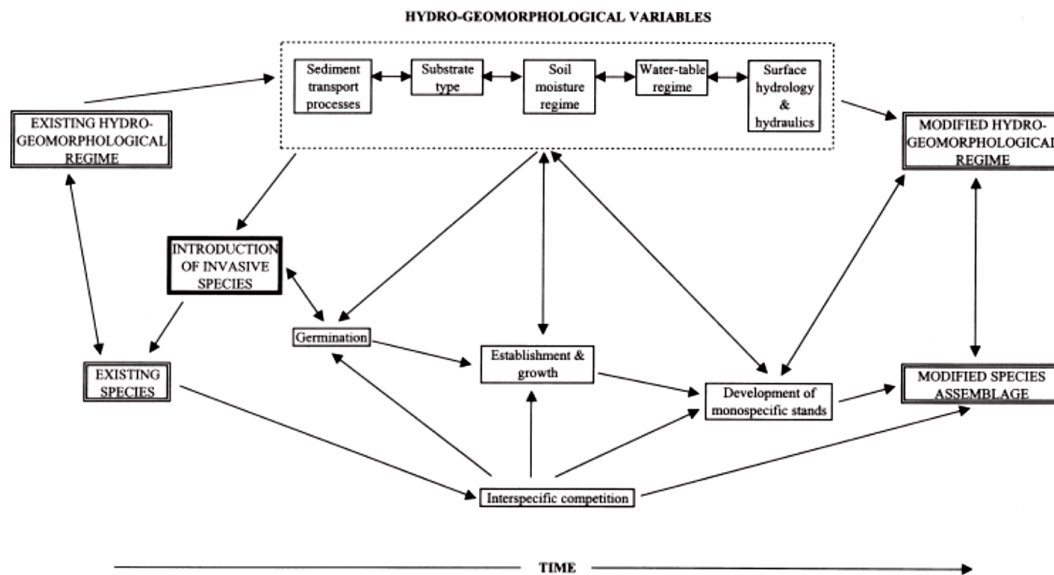 HYDRO-GEOMORPHOLOGICAL VARIABLES
Sediment
transport
processes
Substrate
type
Soil
moisture
regime
Water-table
regime
Surface
hydrology
&
hydraulics
EXISTING HYDRO-
GEOMORPHOLOGICAL
REGIME
MODIFIED HYDRO-
GEOMORPHOLOGICAL
REGIME
INTRODUCTION
OF INVASIVE
SPECIES
Germination
Establishment &
growth
EXISTING
SPECIES
Development of
monospecific stands
MODIFIED SPECIES
ASSEMBLAGE
Interspecific competition
TIME